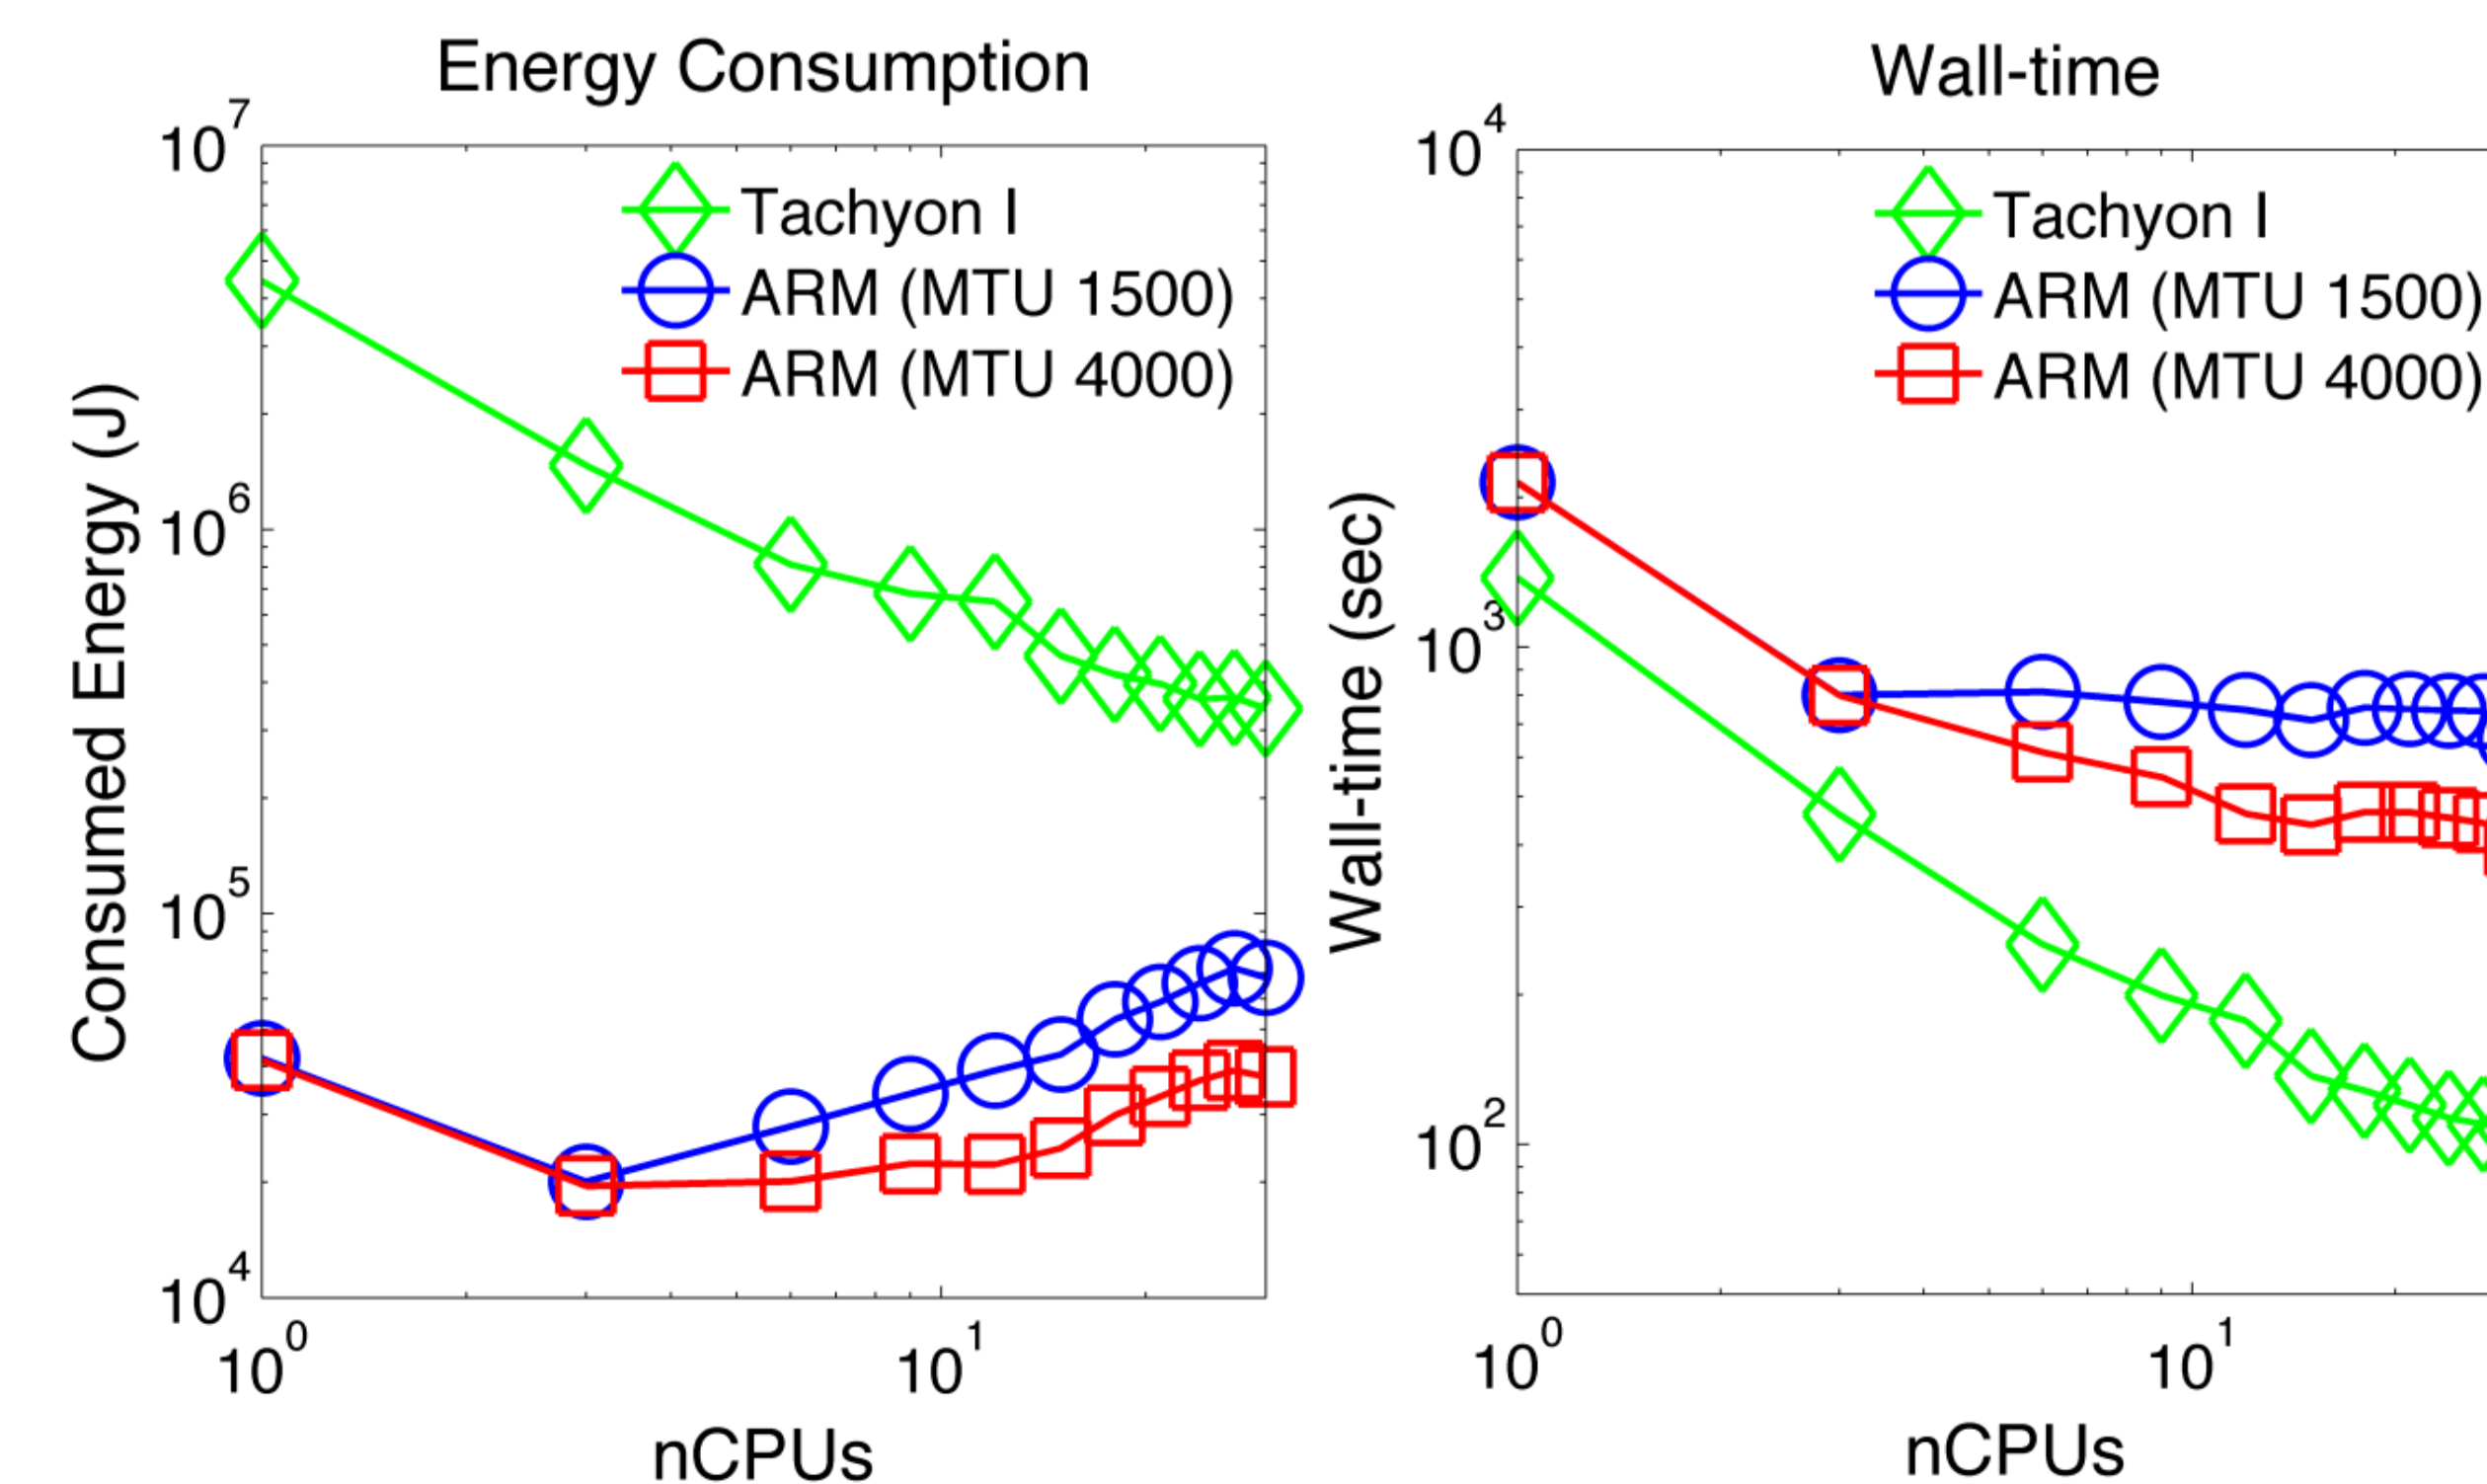 Energy Consumption
10^7
10^6
10^5
10^4
Consumed Energy (J)
Tachyon I
ARM (MTU 1500)
ARM (MTU 4000)
10^0
10^1
nCPUs
Wall-time
10^4
10^3
10^2
Wall-time (sec)
Tachyon I
ARM (MTU 1500)
ARM (MTU 4000)
10^0
10^1
nCPUs